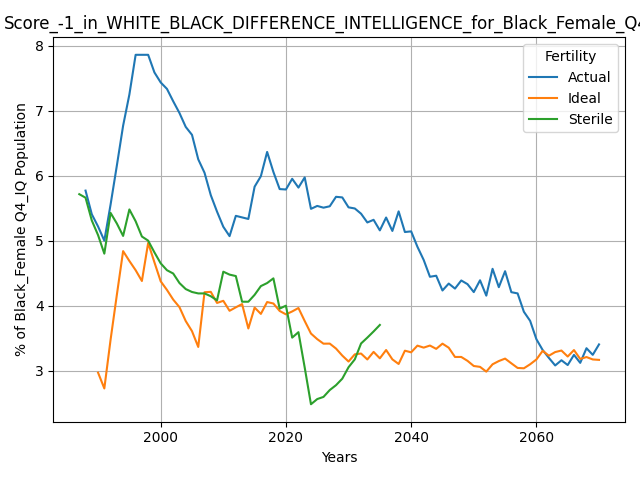 Score_-1_in_WHITE_BLACK_DIFFERENCE_INTELLIGENCE_for_Black_Female_Q4
Fertility
Actual
Ideal
Sterile
% of Black_Female Q4_IQ Population
8
7
6
5
4
3
2000
2020
2040
2060
Years